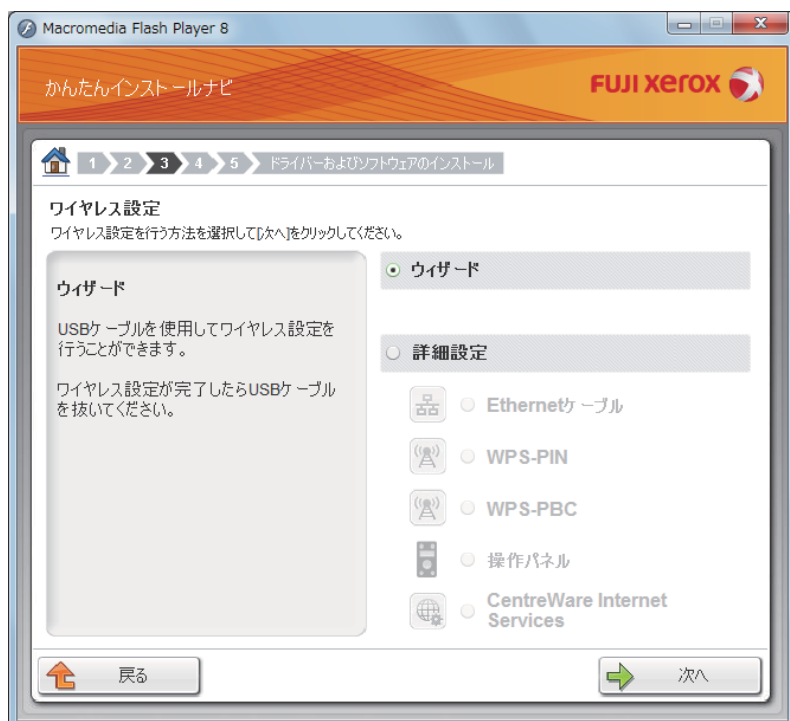 Macromedia Flash Player 8
かんたんインストールナビ
FUJI xerox
1 2 3 4 5 ドライバーおよびソフトウェアのインストール
ワイヤレス設定
ワイヤレス設定を行う方法を選択して[次へ]をクリックしてください。
ウィザード
USBケーブルを使用してワイヤレス設定を
行うことができます。
ワイヤレス設定が完了したらUSBケーブル
を抜いてください。
ウィザード
詳細設定
Ethernetケーブル
WPS-PIN
WPS-PBC
操作パネル
CentreWare Internet
Services
戻る
次へ